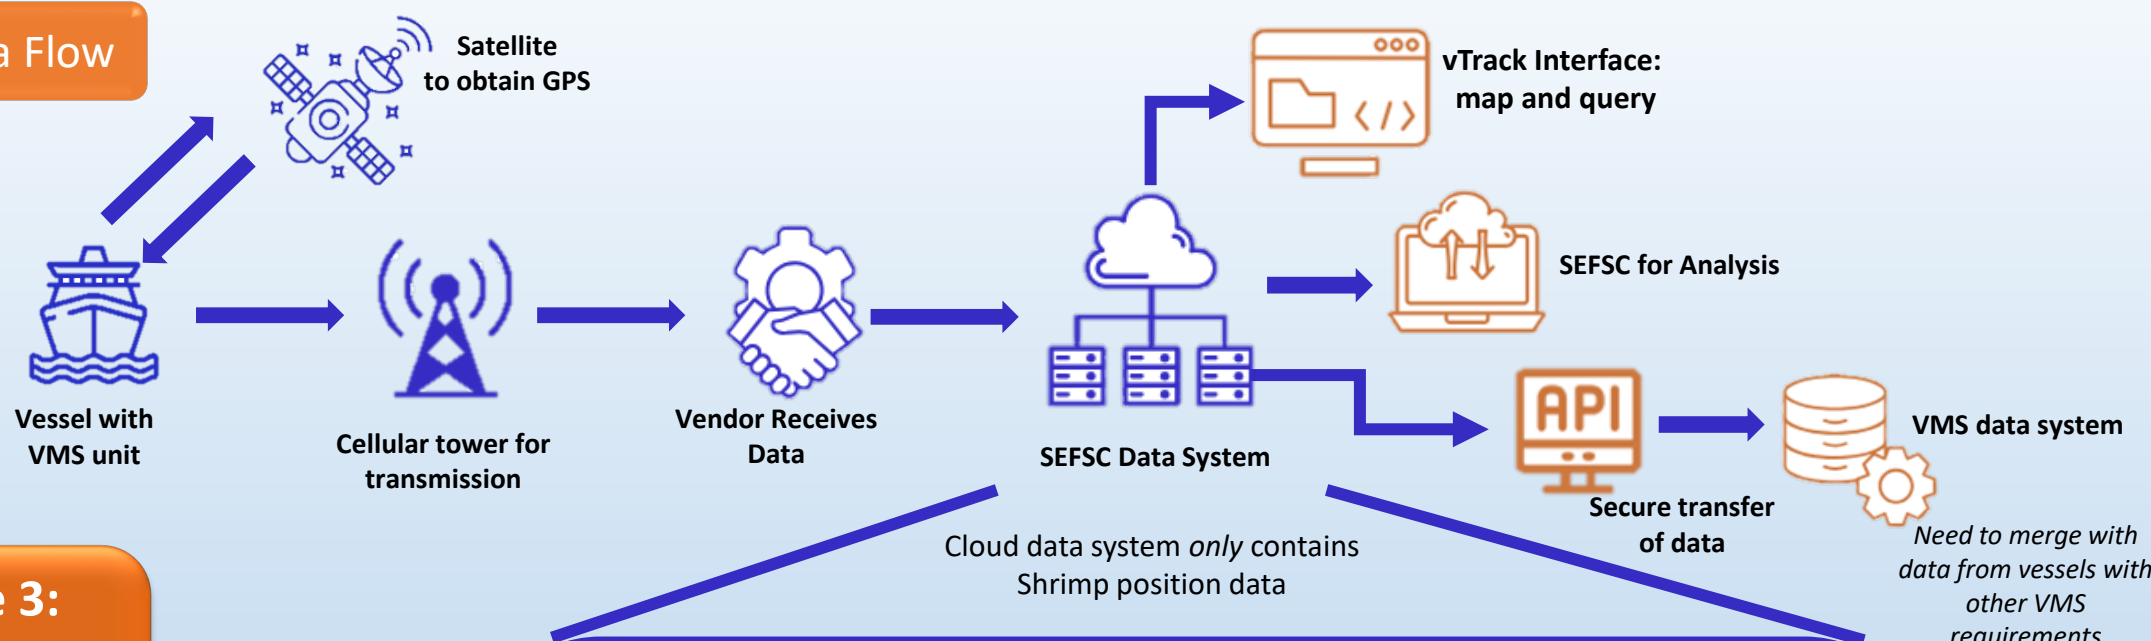 a Flow
Satellite
to obtain GPS
vTrack Interface:
map and query
SEFSC for Analysis
Vessel with
VMS unit
Cellular tower for
transmission
Vendor Receives
Data
SEFSC Data System
API
Secure transfer
of data
VMS data system
Need to merge with
data from vessels with
other VMS
requirements
Cloud data system only contains
Shrimp position data
e 3: